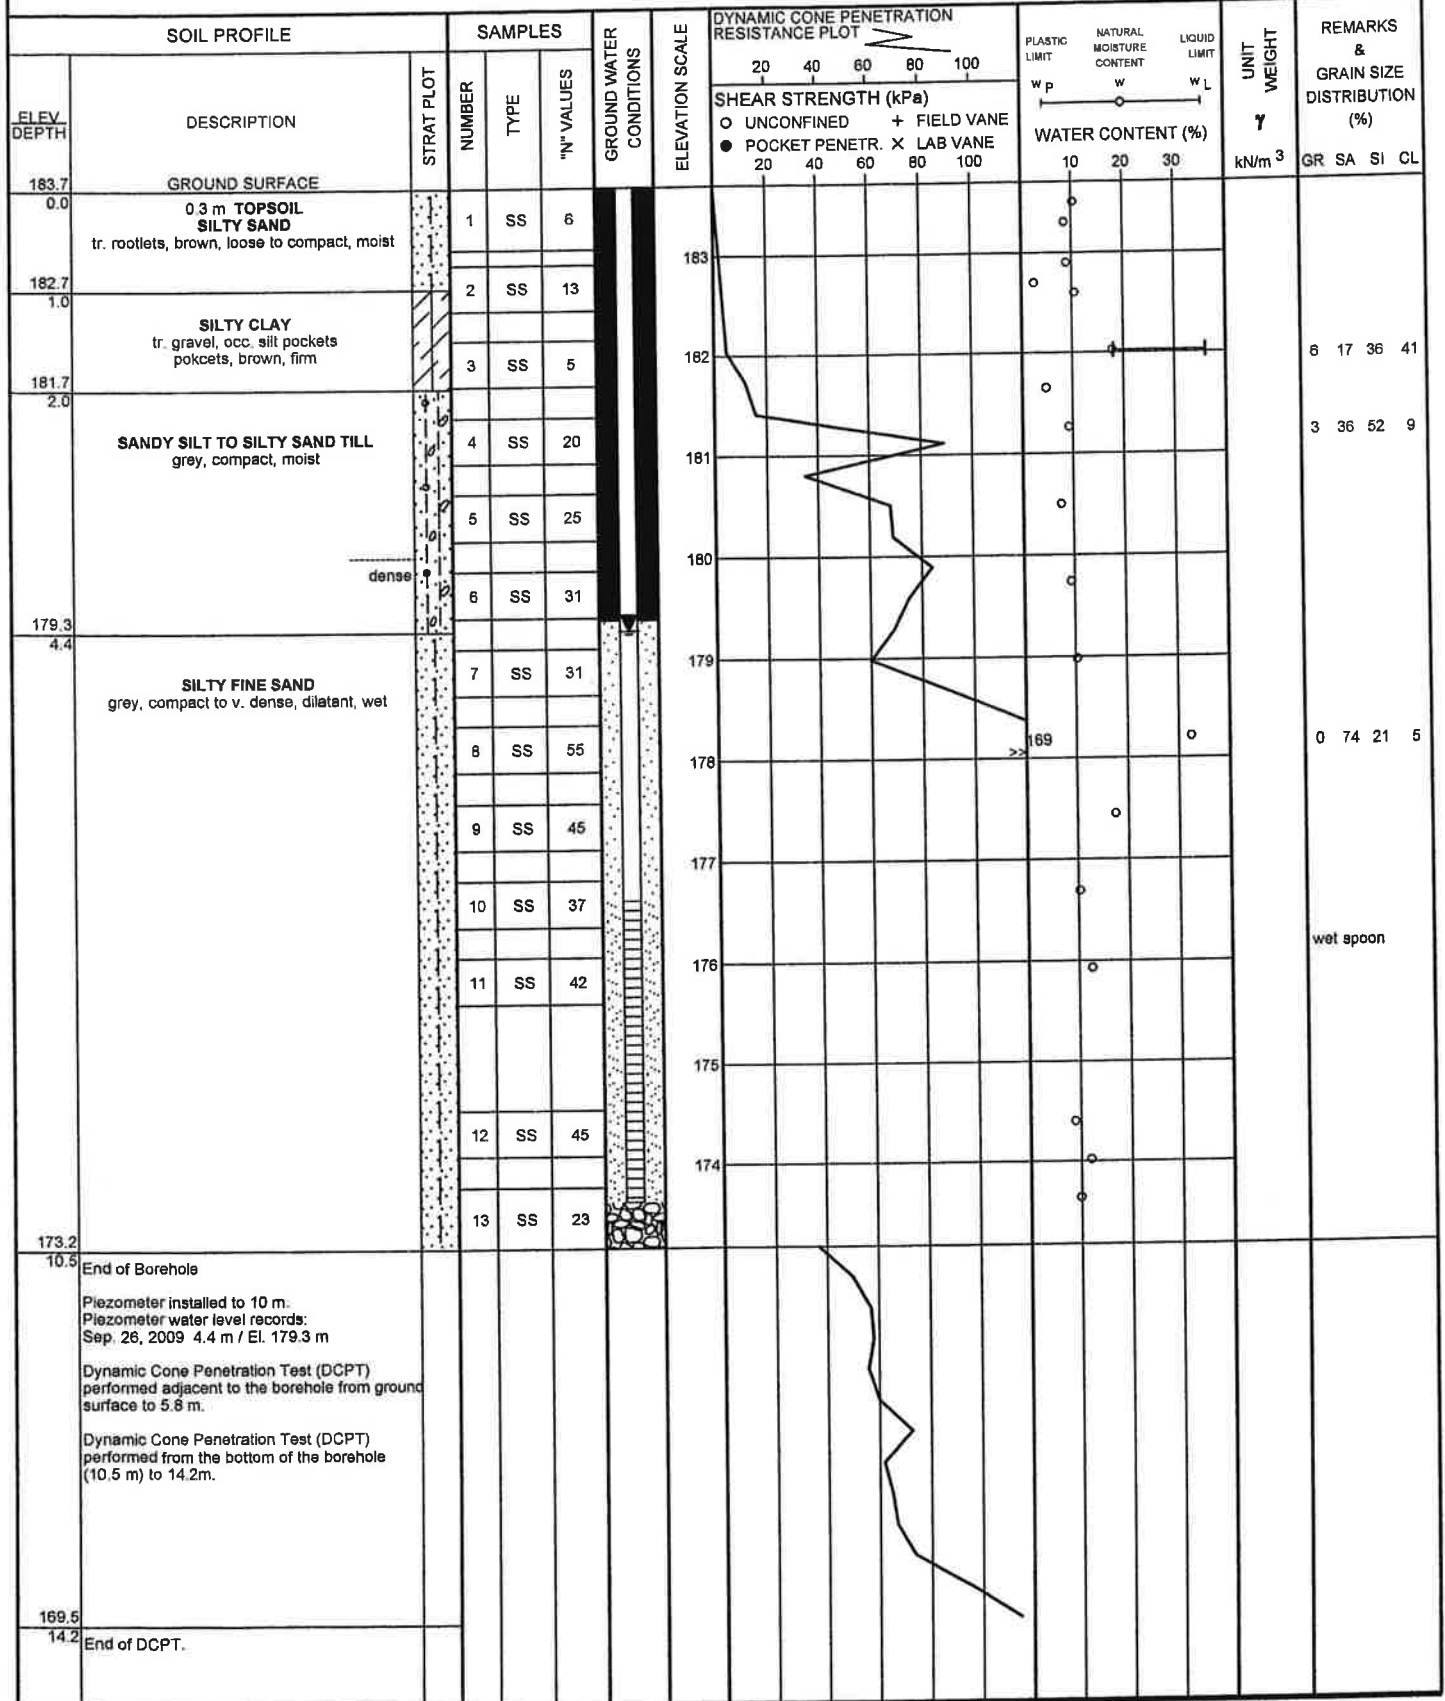 SOIL PROFILE
SAMPLES
GROUND WATER
CONDITIONS
ELEVATION SCALE
DYNAMIC CONE PENETRATION
RESISTANCE PLOT
20 40 60 80 100
SHEAR STRENGTH (kPa)
○ UNCONFINED + FIELD VANE
● POCKET PENETR. × LAB VANE
20 40 60 80 100
PLASTIC
LIMIT
NATURAL
MOISTURE
CONTENT
LIQUID
LIMIT
W P W W L
WATER CONTENT (%)
10 20 30
UNIT
WEIGHT
γ
kN/m 3
REMARKS
&
GRAIN SIZE
DISTRIBUTION
(%)
GR SA SI CL
ELEV
DEPTH
DESCRIPTION
STRAT PLOT
NUMBER
TYPE
"N" VALUES
183.7
0.0
GROUND SURFACE
0.3 m TOPSOIL
SILTY SAND
tr. rootlets, brown, loose to compact, moist
1 SS 6
183
182.7
1.0
2 SS 13
SILTY CLAY
tr. gravel, occ. silt pockets
pokcets, brown, firm
3 SS 5
182
6 17 36 41
181.7
2.0
SANDY SILT TO SILTY SAND TILL
grey, compact, moist
4 SS 20
3 36 52 9
181
5 SS 25
180
dense
6 SS 31
179.3
4.4
179
SILTY FINE SAND
grey, compact to v. dense, dilatant, wet
7 SS 31
8 SS 55
169
>>
178
0 74 21 5
9 SS 45
177
10 SS 37
wet spoon
176
11 SS 42
175
12 SS 45
174
13 SS 23
173.2
10.5
End of Borehole
Piezometer installed to 10 m.
Piezometer water level records:
Sep. 26, 2009 4.4 m / El. 179.3 m
Dynamic Cone Penetration Test (DCPT)
performed adjacent to the borehole from ground
surface to 5.8 m.
Dynamic Cone Penetration Test (DCPT)
performed from the bottom of the borehole
(10.5 m) to 14.2m.
169.5
14.2
End of DCPT.